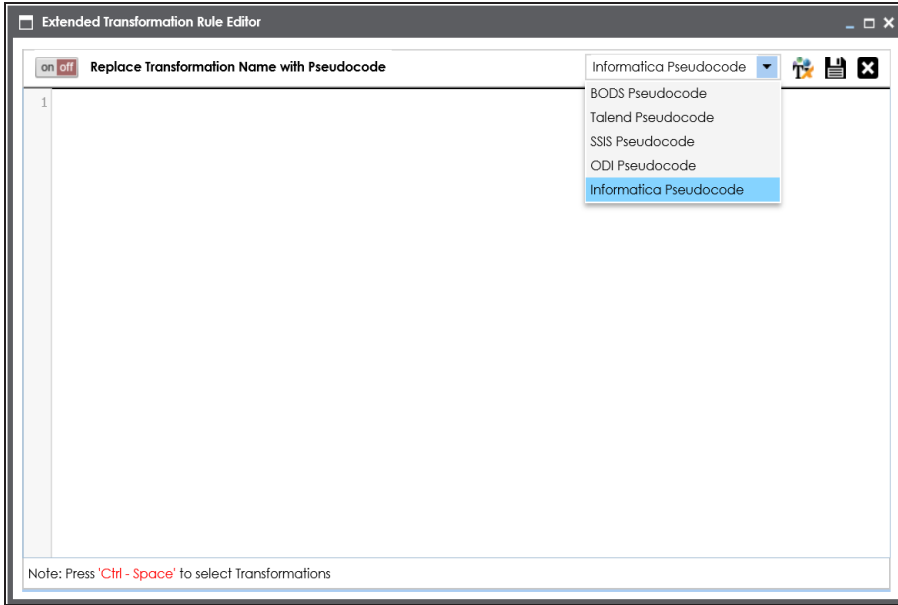 Extended Transformation Rule Editor
on off Replace Transformation Name with Pseudocode Informatica Pseudocode
1
BODS Pseudocode
Talend Pseudocode
SSIS Pseudocode
ODI Pseudocode
Informatica Pseudocode
Note: Press 'Ctrl - Space' to select Transformations